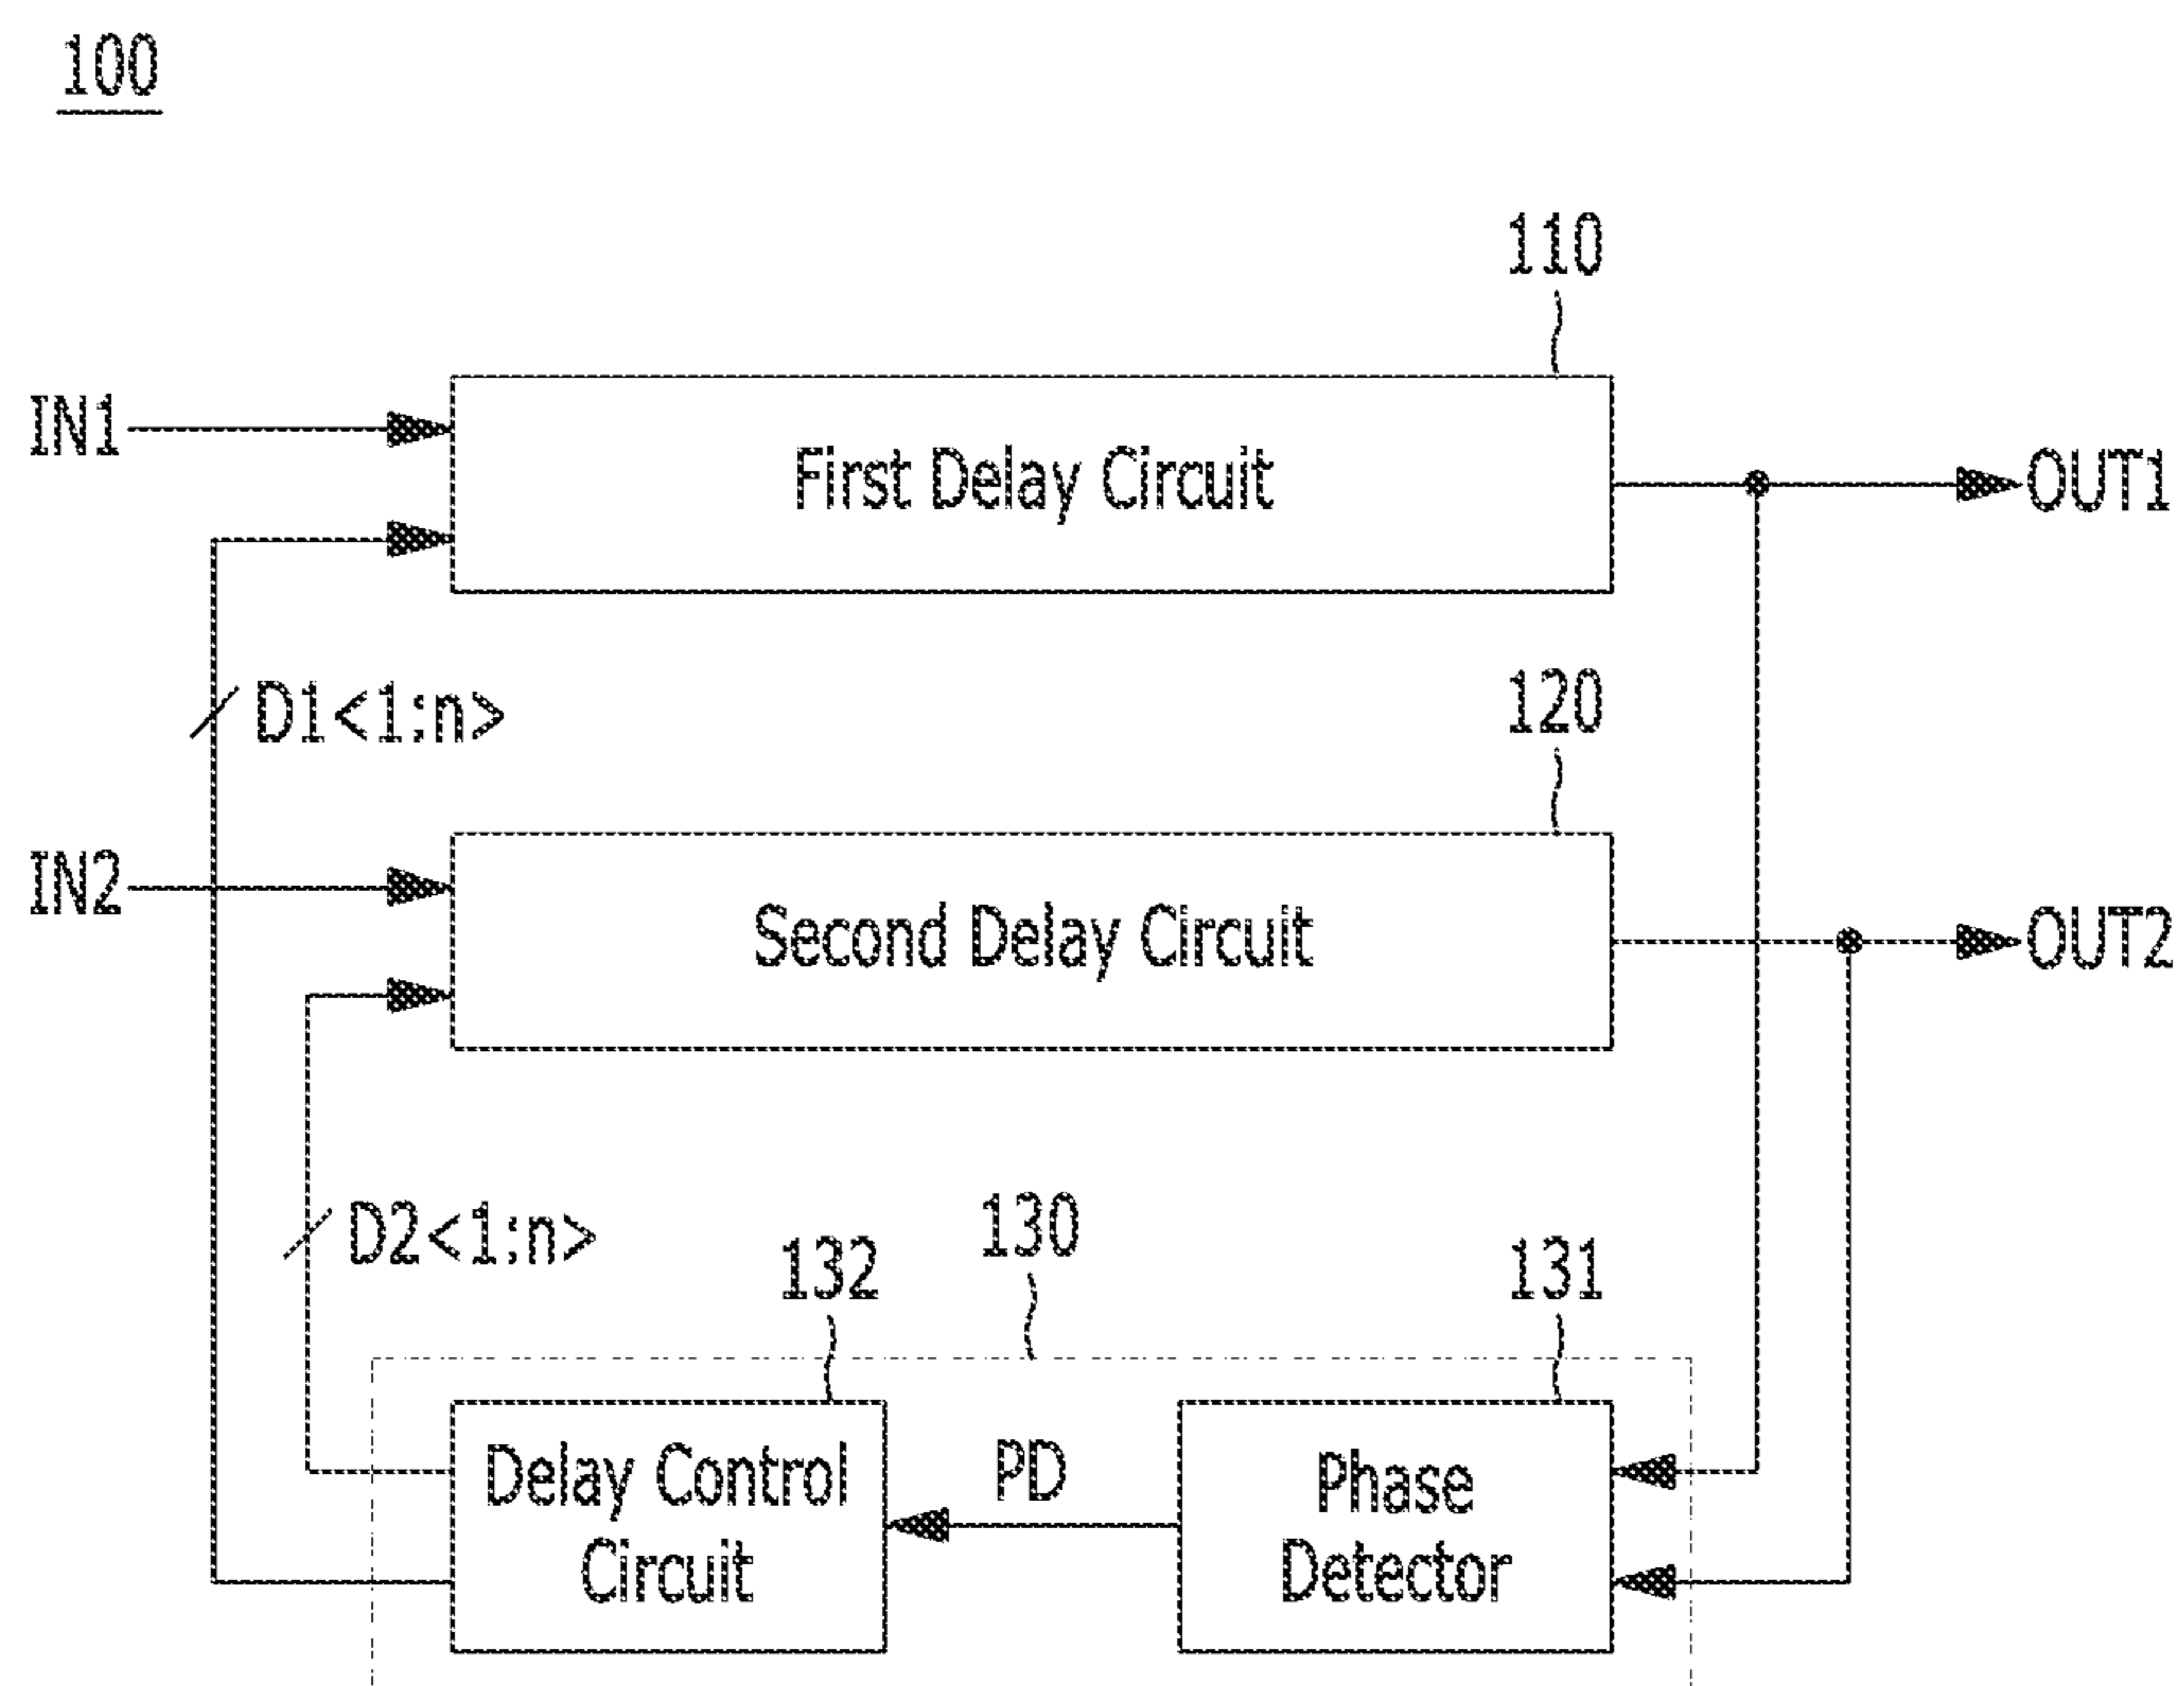 100
110
IN1
First Delay Circuit
OUT1
D1<1:n>
120
IN2
Second Delay Circuit
OUT2
D2<1:n>
130
132
131
Delay Control
Circuit
PD
Phase
Detector